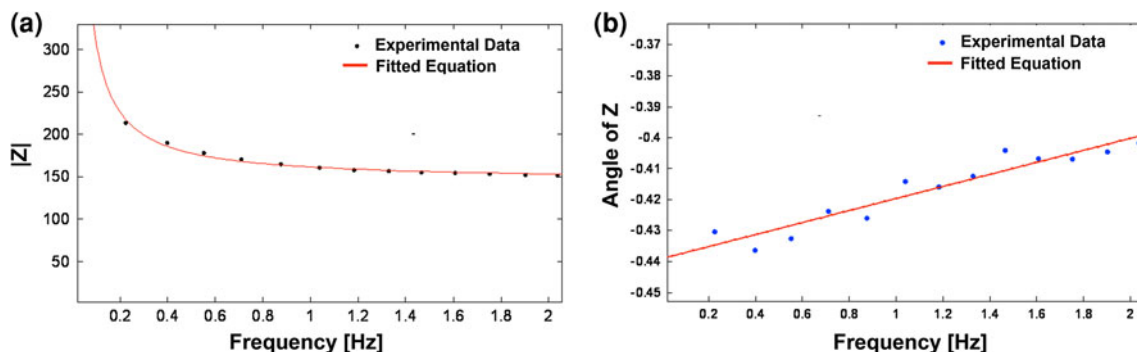 (a)
300
250
200
150
100
50
|Z|
Experimental Data
Fitted Equation
0.2 0.4 0.6 0.8 1 1.2 1.4 1.6 1.8 2
Frequency [Hz]
(b)
-0.37
-0.38
-0.39
-0.4
-0.41
-0.42
-0.43
-0.44
-0.45
Angle of Z
Experimental Data
Fitted Equation
0.2 0.4 0.6 0.8 1 1.2 1.4 1.6 1.8 2
Frequency [Hz]